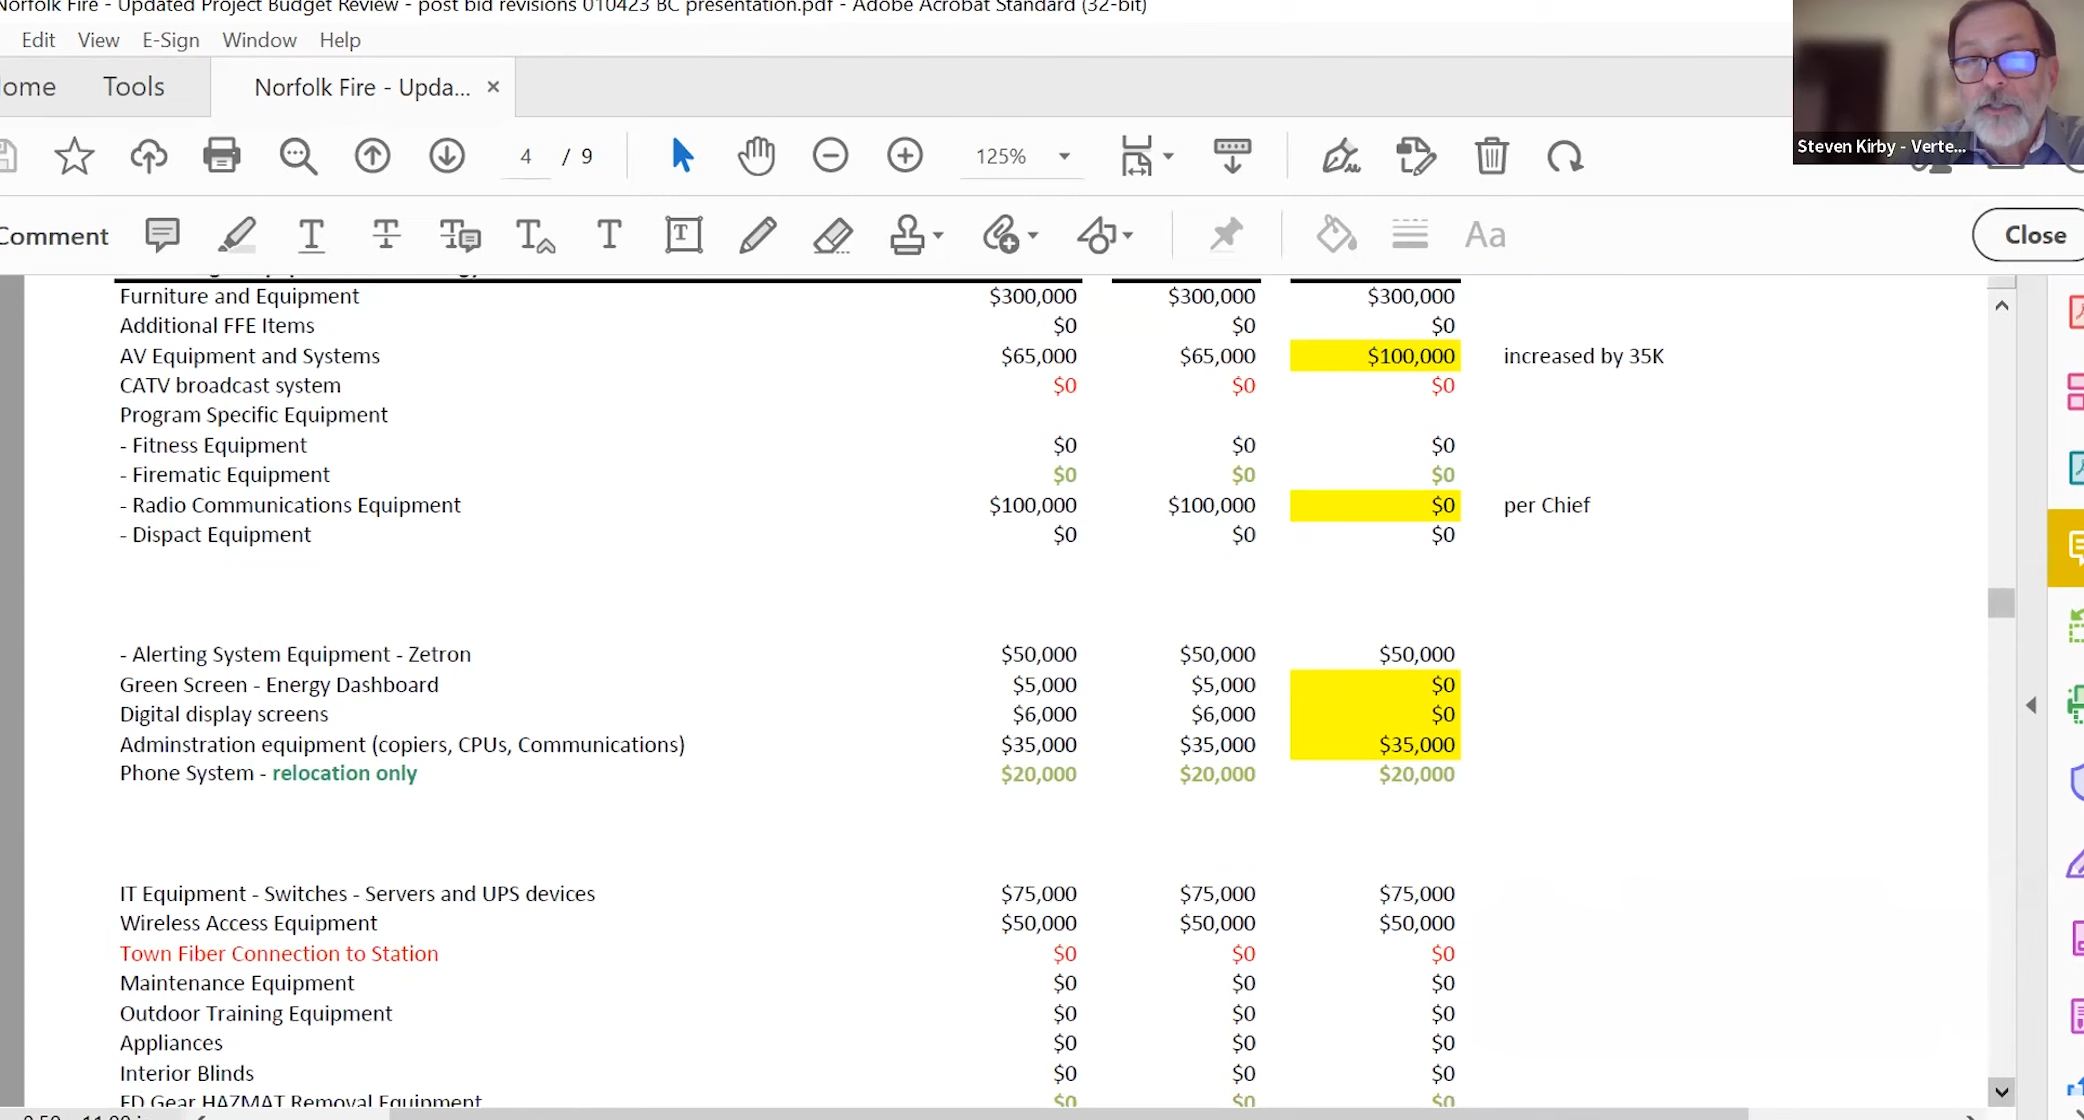 Norfolk Fire - Updated Project Budget Review - post bid revisions 010423 BC presentation.pdf - Adobe Acrobat Standard (32-bit)
Edit View E-Sign Window Help
ome Tools Norfolk Fire - Upda... ×
4 / 9 125%
Steven Kirby - Verte...
Comment T T T T T T Aa Close
Furniture and Equipment $300,000 $300,000 $300,000
Additional FFE Items $0 $0 $0
AV Equipment and Systems $65,000 $65,000 $100,000 increased by 35K
CATV broadcast system $0 $0 $0
Program Specific Equipment
- Fitness Equipment $0 $0 $0
- Firematic Equipment $0 $0 $0
- Radio Communications Equipment $100,000 $100,000 $0 per Chief
- Dispact Equipment $0 $0 $0
- Alerting System Equipment - Zetron $50,000 $50,000 $50,000
Green Screen - Energy Dashboard $5,000 $5,000 $0
Digital display screens $6,000 $6,000 $0
Adminstration equipment (copiers, CPUs, Communications) $35,000 $35,000 $35,000
Phone System - relocation only $20,000 $20,000 $20,000
IT Equipment - Switches - Servers and UPS devices $75,000 $75,000 $75,000
Wireless Access Equipment $50,000 $50,000 $50,000
Town Fiber Connection to Station $0 $0 $0
Maintenance Equipment $0 $0 $0
Outdoor Training Equipment $0 $0 $0
Appliances $0 $0 $0
Interior Blinds $0 $0 $0
FD Gear HAZMAT Removal Equipment $0 $0 $0